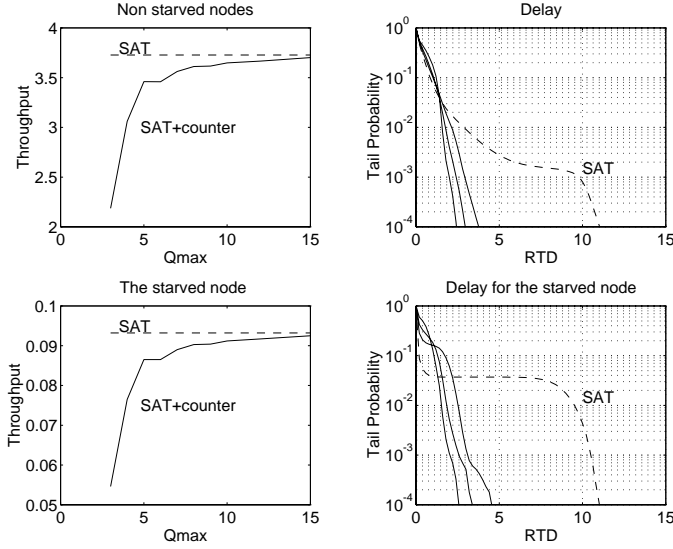 Non starved nodes
4
3.5
3
2.5
2
Throughput
SAT
SAT+counter
0
5
10
15
Qmax
Delay
10^0
10^-1
10^-2
10^-3
10^-4
Tail Probability
SAT
0
5
10
15
RTD
The starved node
0.1
0.09
0.08
0.07
0.06
0.05
Throughput
SAT
SAT+counter
0
5
10
15
Qmax
Delay for the starved node
10^0
10^-1
10^-2
10^-3
10^-4
Tail Probability
SAT
0
5
10
15
RTD